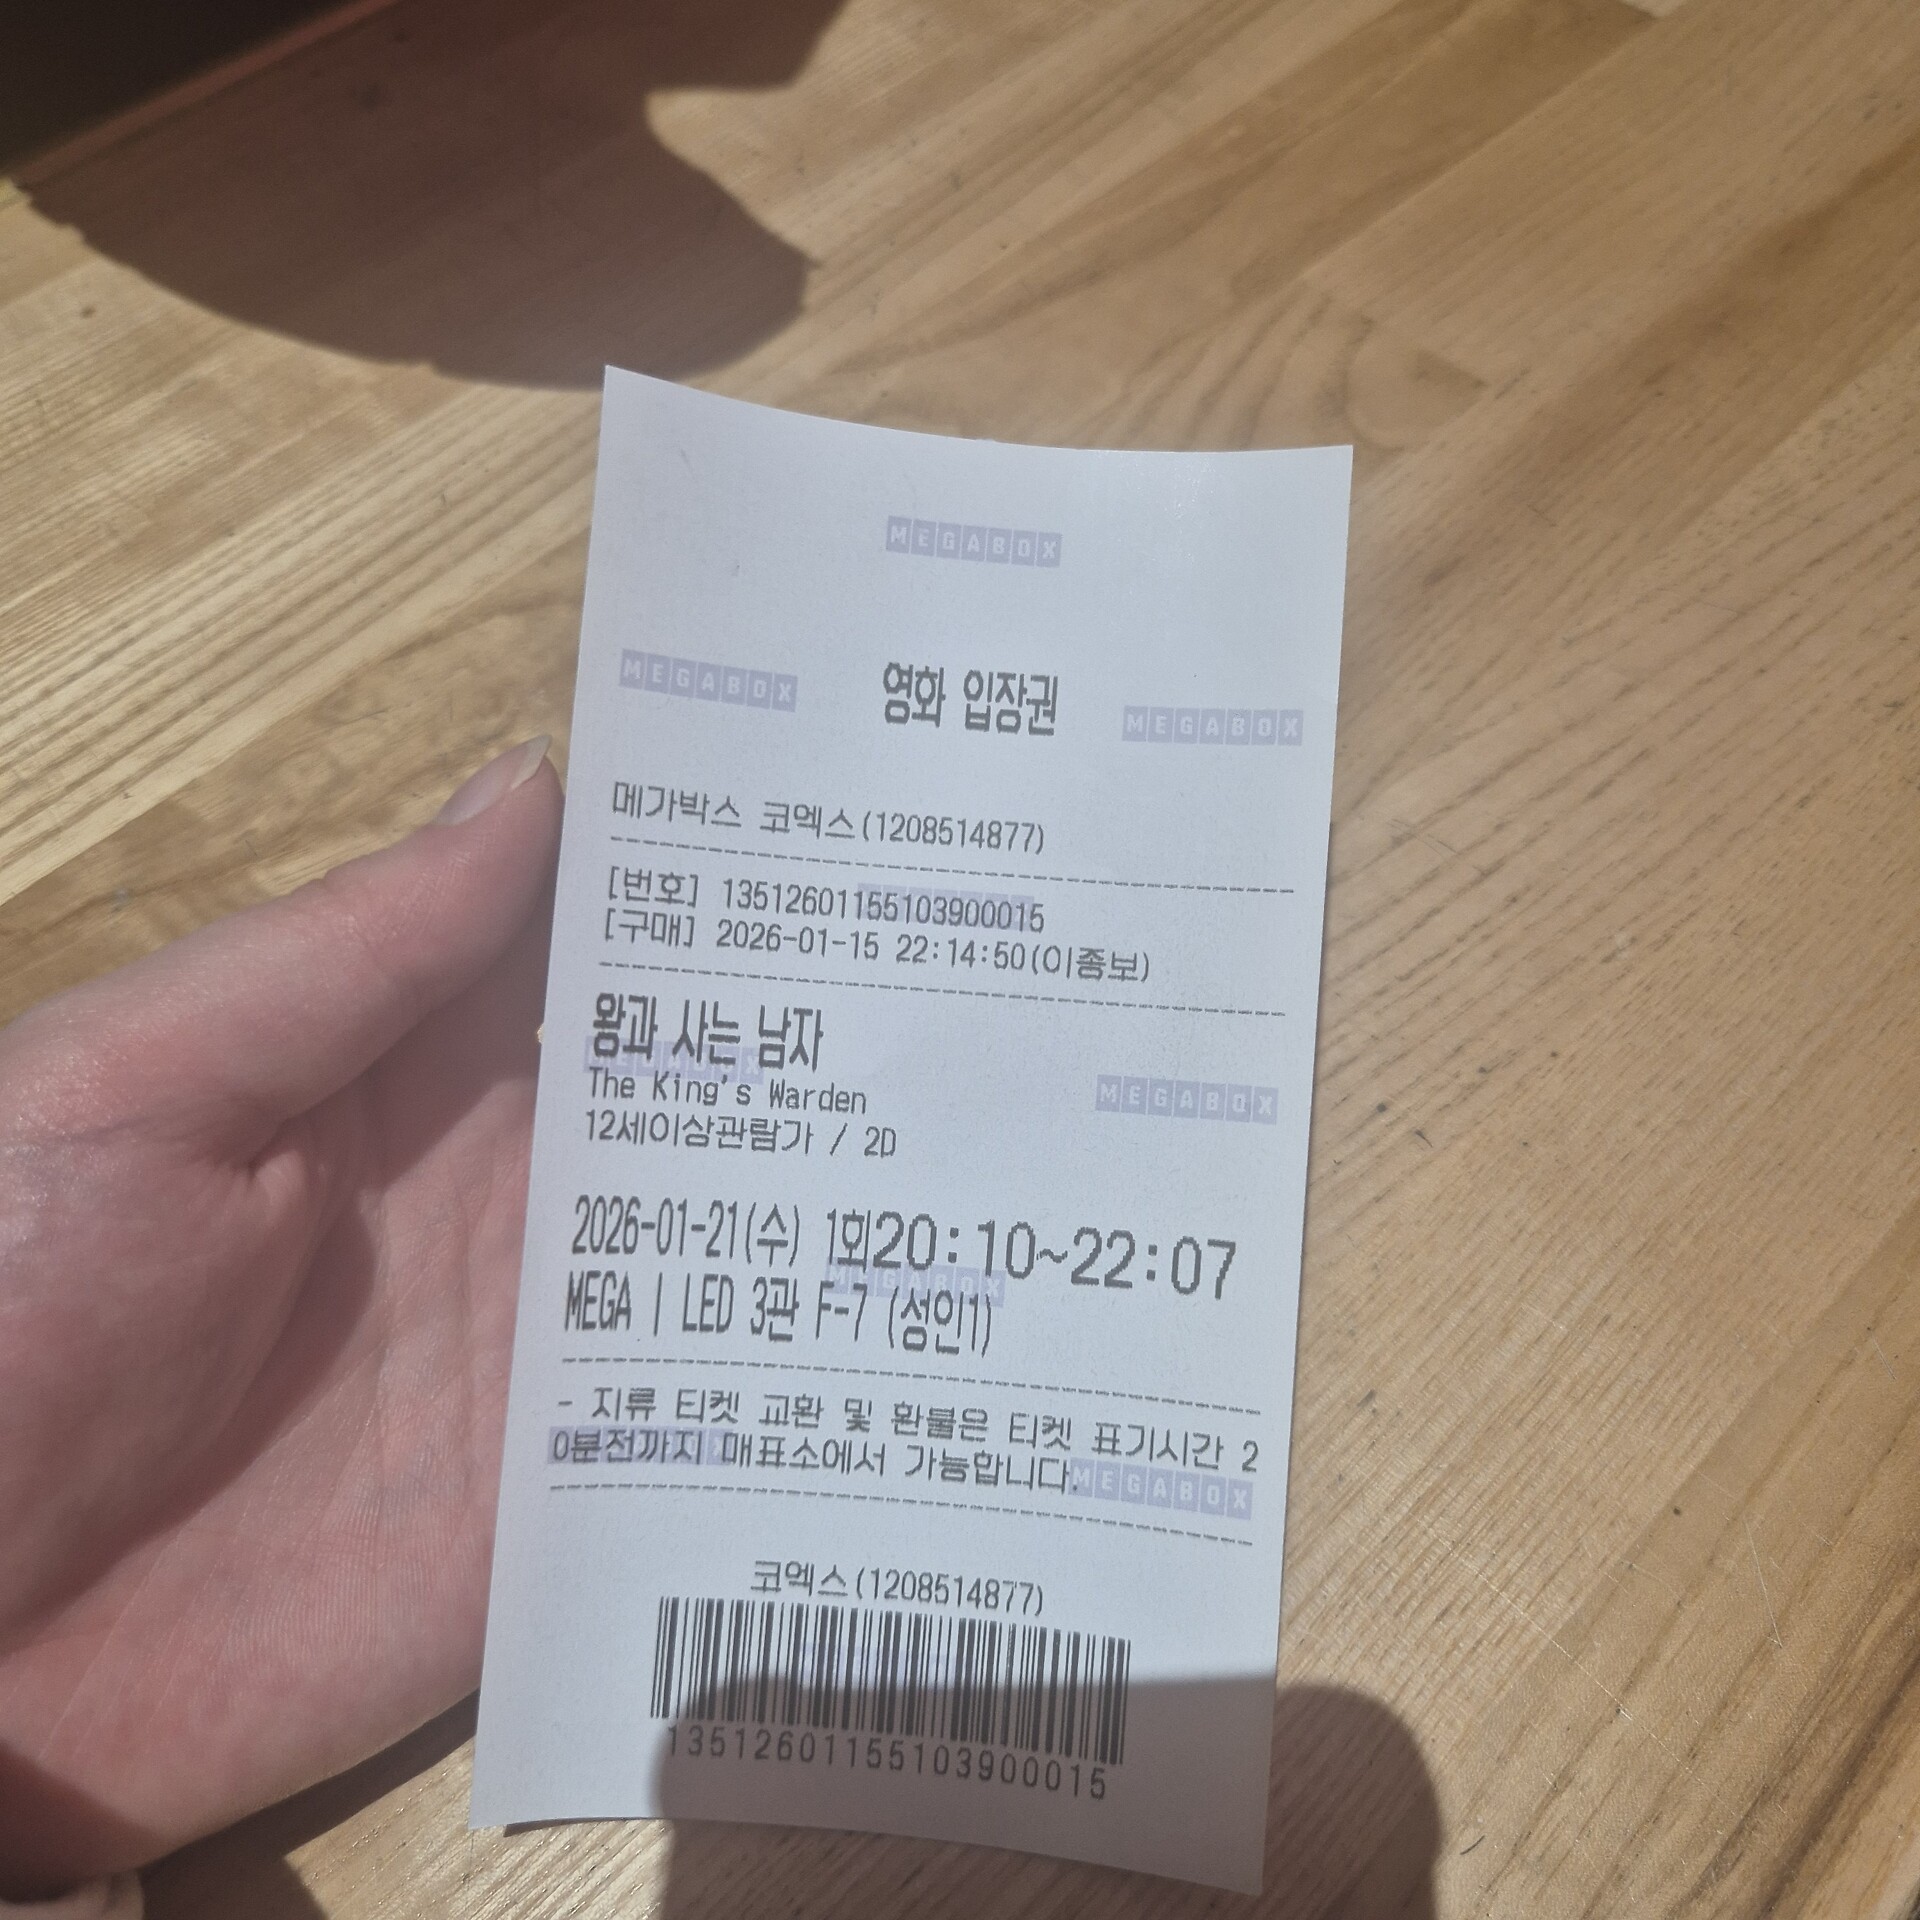 MEGABOX
MEGABOX 영화 입장권 MEGABOX
메가박스 코엑스(1208514877)
[번호] 1351260115​5103900015
[구매] 2026-01-15 22:14:50(이종보)
왕과 사는 남자
MEGABOX
The King's Warden
MEGABOX
12세이상관람가 / 2D
2026-01-21(수) 1회20:10~22:07
MEGABOX
MEGA | LED 3관 F-7 (성인1)
- 지류 티켓 교환 및 환불은 티켓 표기시간 2
0분전까지 매표소에서 가능합니다.
MEGABOX
코엑스(1208514877)
13512601155103900015